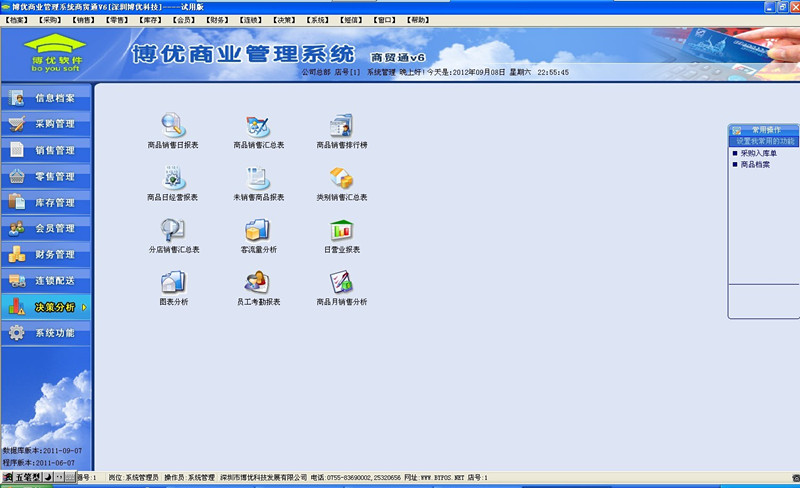 博优商业管理系统商贸通V6[深圳博优科技]----试用版
【档案】 【采购】 【销售】 【零售】 【库存】 【会员】 【财务】 【连锁】 【决策】 【系统】 【短信】 【窗口】 【帮助】
博优软件
bo you soft
博优商业管理系统 商贸通v6
公司总部 店号[1] 系统管理 晚上好!今天是:2012年09月08日 星期六 22:55:45
信息档案
采购管理
销售管理
零售管理
库存管理
会员管理
财务管理
连锁配送
决策分析
系统功能
商品销售日报表 商品销售汇总表 商品销售排行榜
商品日经营报表 未销售商品报表 类别销售汇总表
分店销售汇总表 客流量分析 日营业报表
图表分析 员工考勤报表 商品月销售分析
常用操作
设置我常用的功能
采购入库单
商品档案
数据库版本:2011-09-07
程序版本:2011-06-07
五笔型 器号:1 岗位:系统管理员 操作员:系统管理 深圳市博优科技发展有限公司 电话:0755-83690002,25320656 网址:WWW.BYPOS.NET 店号:1